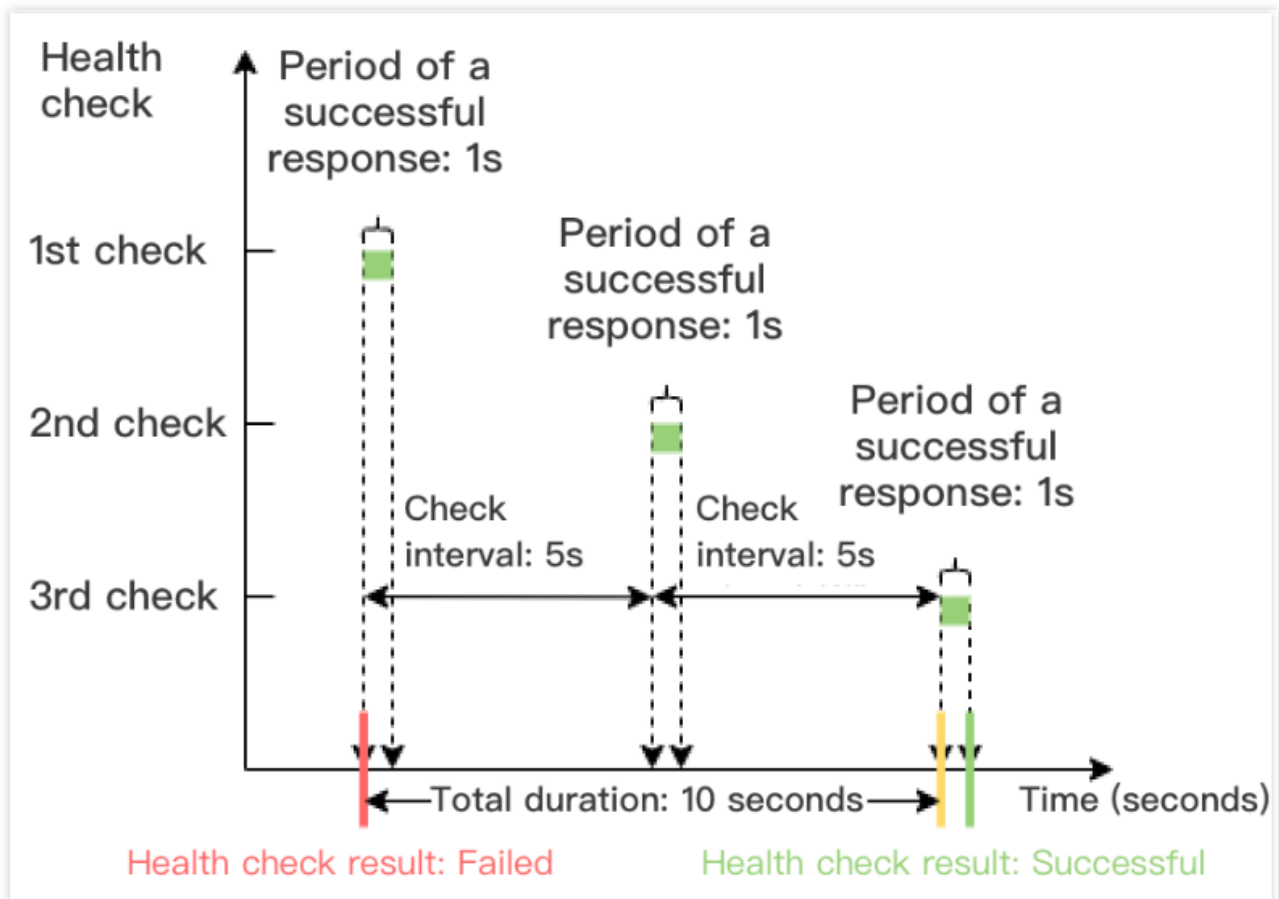 Health
check
Period of a
successful
response: 1s
1st check
Period of a
successful
response: 1s
2nd check
Period of a
successful
response: 1s
Check
interval: 5s
Check
interval: 5s
3rd check
Total duration: 10 seconds
Time (seconds)
Health check result: Failed
Health check result: Successful